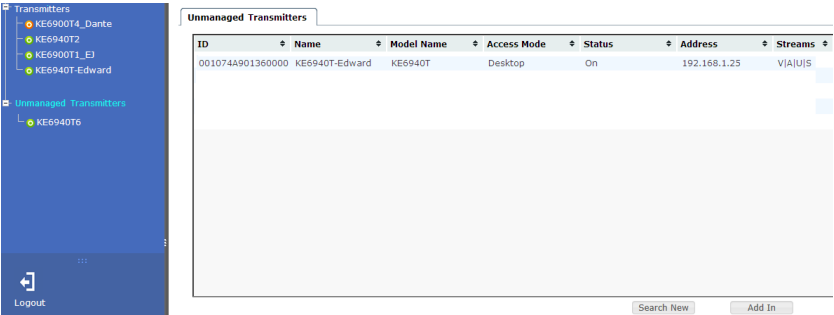 Transmitters
KE6900T4_Dante
KE6940T2
KE6900T1_EJ
KE6940T-Edward
Unmanaged Transmitters
KE6940T6
Logout
Unmanaged Transmitters
ID Name Model Name Access Mode Status Address Streams
001074A901360000 KE6940T-Edward KE6940T Desktop On 192.168.1.25 V|A|U|S
Search New Add In